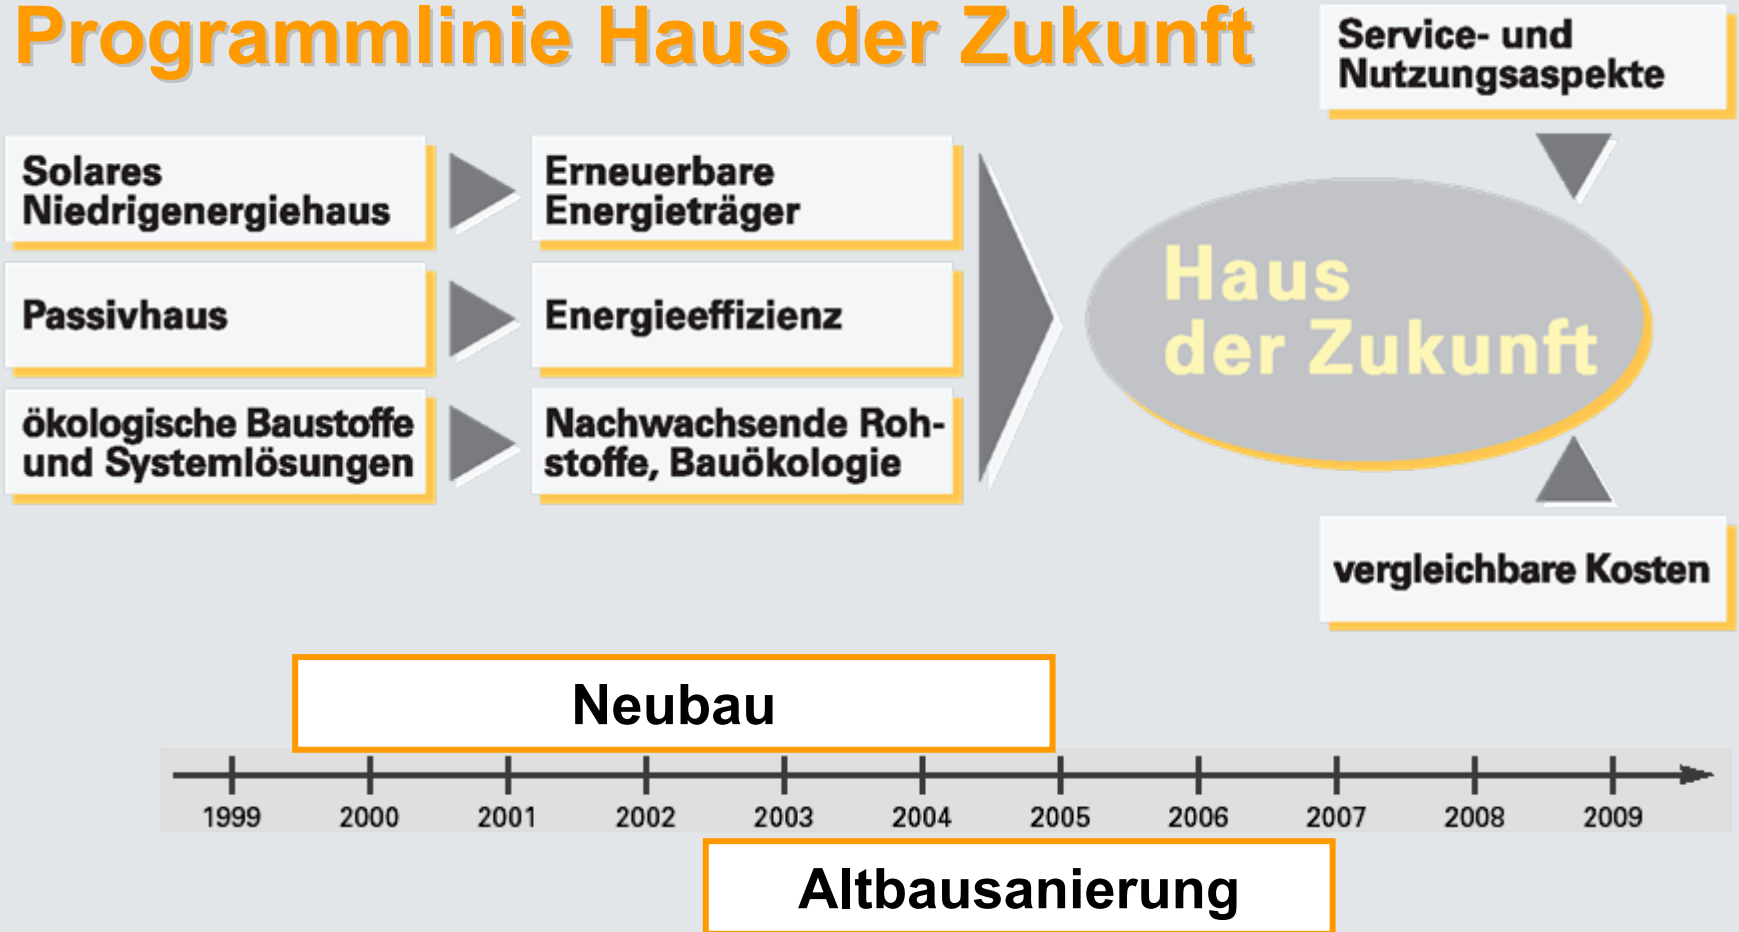 Programmlinie Haus der Zukunft
Service- und
Nutzungsaspekte
Solares
Niedrigenergiehaus
Erneuerbare
Energieträger
Passivhaus
Energieeffizienz
ökologische Baustoffe
und Systemlösungen
Nachwachsende Roh-
stoffe, Bauökologie
Haus
der Zukunft
vergleichbare Kosten
Neubau
1999 2000 2001 2002 2003 2004 2005 2006 2007 2008 2009
Altbausanierung